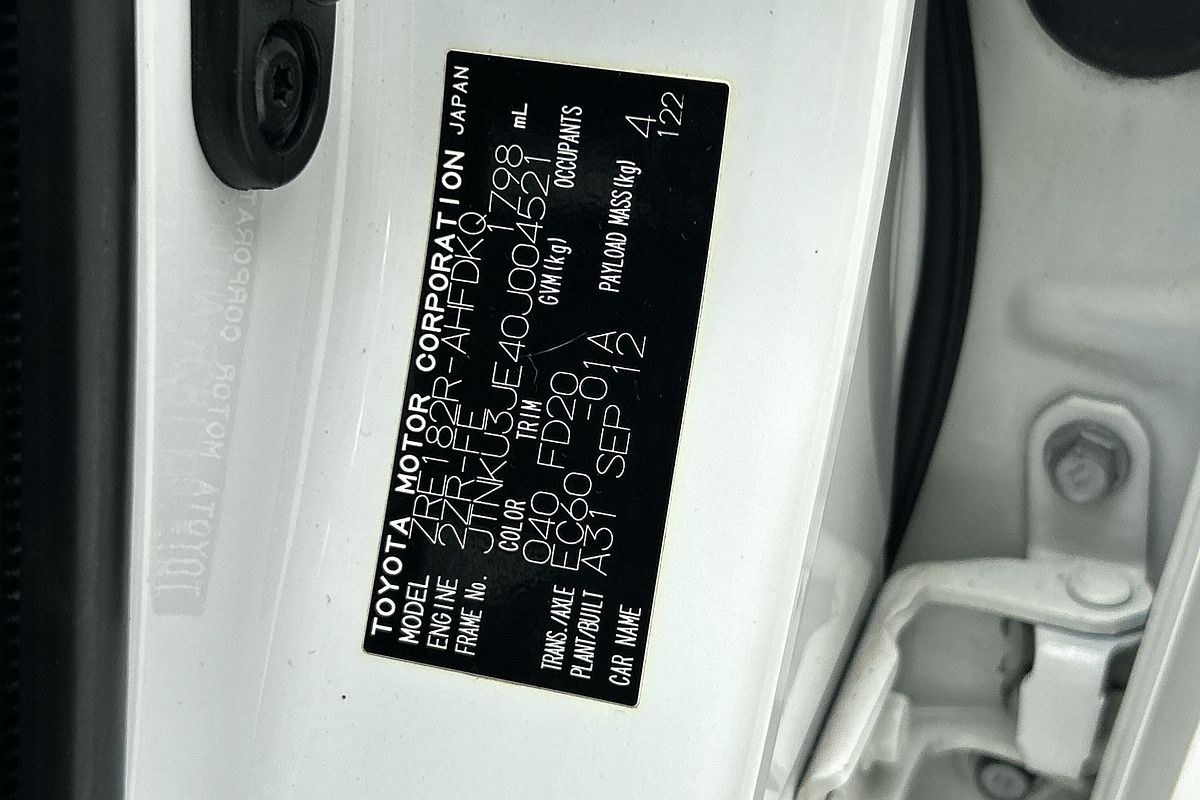 TOYOTA MOTOR CORPORATION JAPAN
MODEL ZRE182R-AHFDKQ
ENGINE 2ZR-FE 1798 mL
FRAME No. JTNKU3JE40J004521
COLOR TRIM GVM(kg) OCCUPANTS
040 FD20 4
TRANS./AXLE EC60 PAYLOAD MASS(kg) 122
PLANT/BUILT A31 SEP -01A
CAR NAME 12